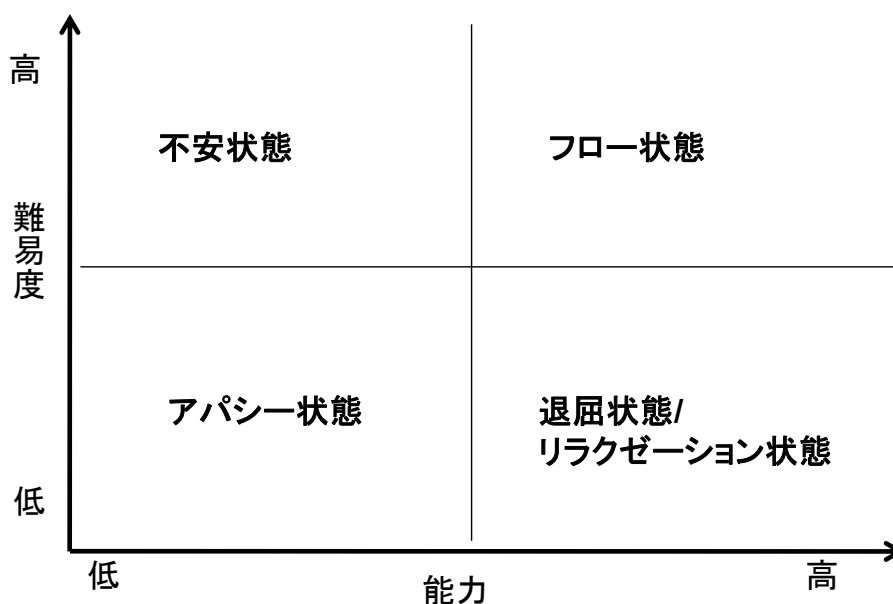 高
不安状態
フロー状態
難易度
アパシー状態
退屈状態/
リラクゼーション状態
低
低
能力
高